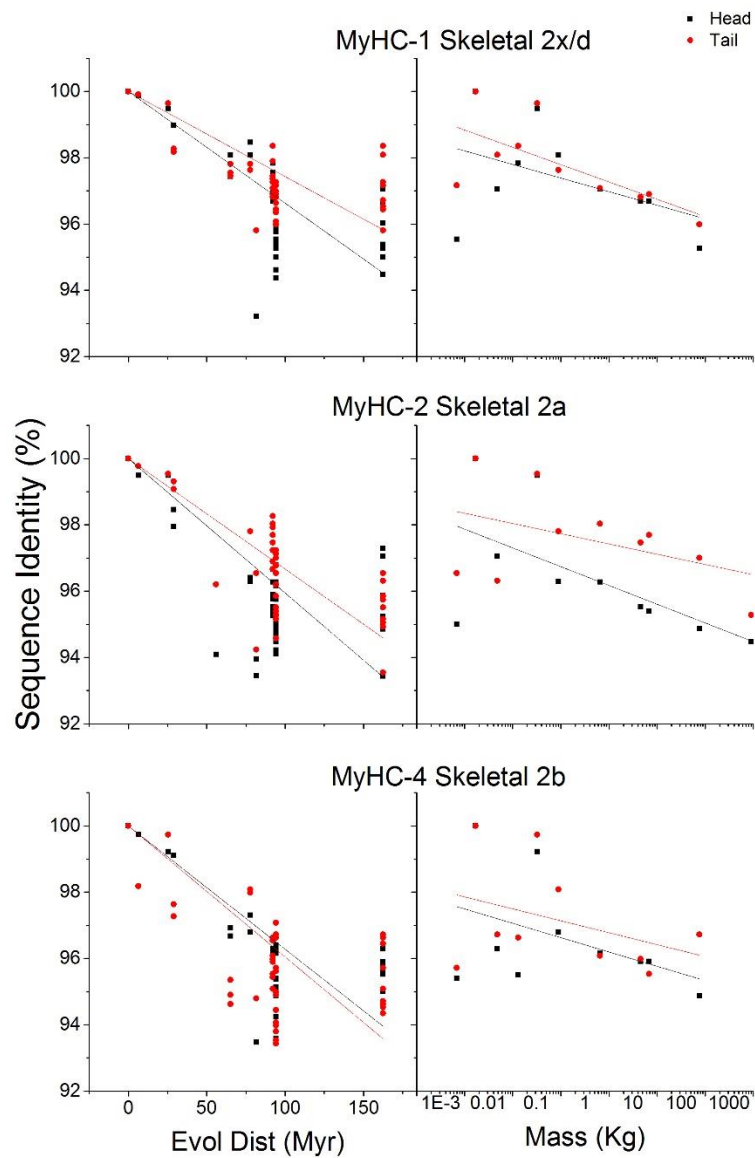 Head
Tail
MyHC-1 Skeletal 2x/d
100
98
96
94
92
MyHC-2 Skeletal 2a
100
98
96
94
92
Sequence Identity (%)
MyHC-4 Skeletal 2b
100
98
96
94
92
0 50 100 150 1E-3 0.01 0.1 1 10 100 1000
Evol Dist (Myr) Mass (Kg)